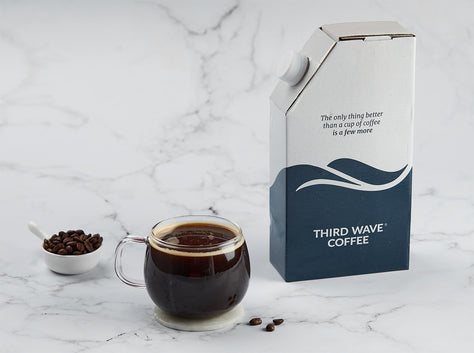 The only thing better
than a cup of coffee
is a few more
THIRD WAVE®
COFFEE